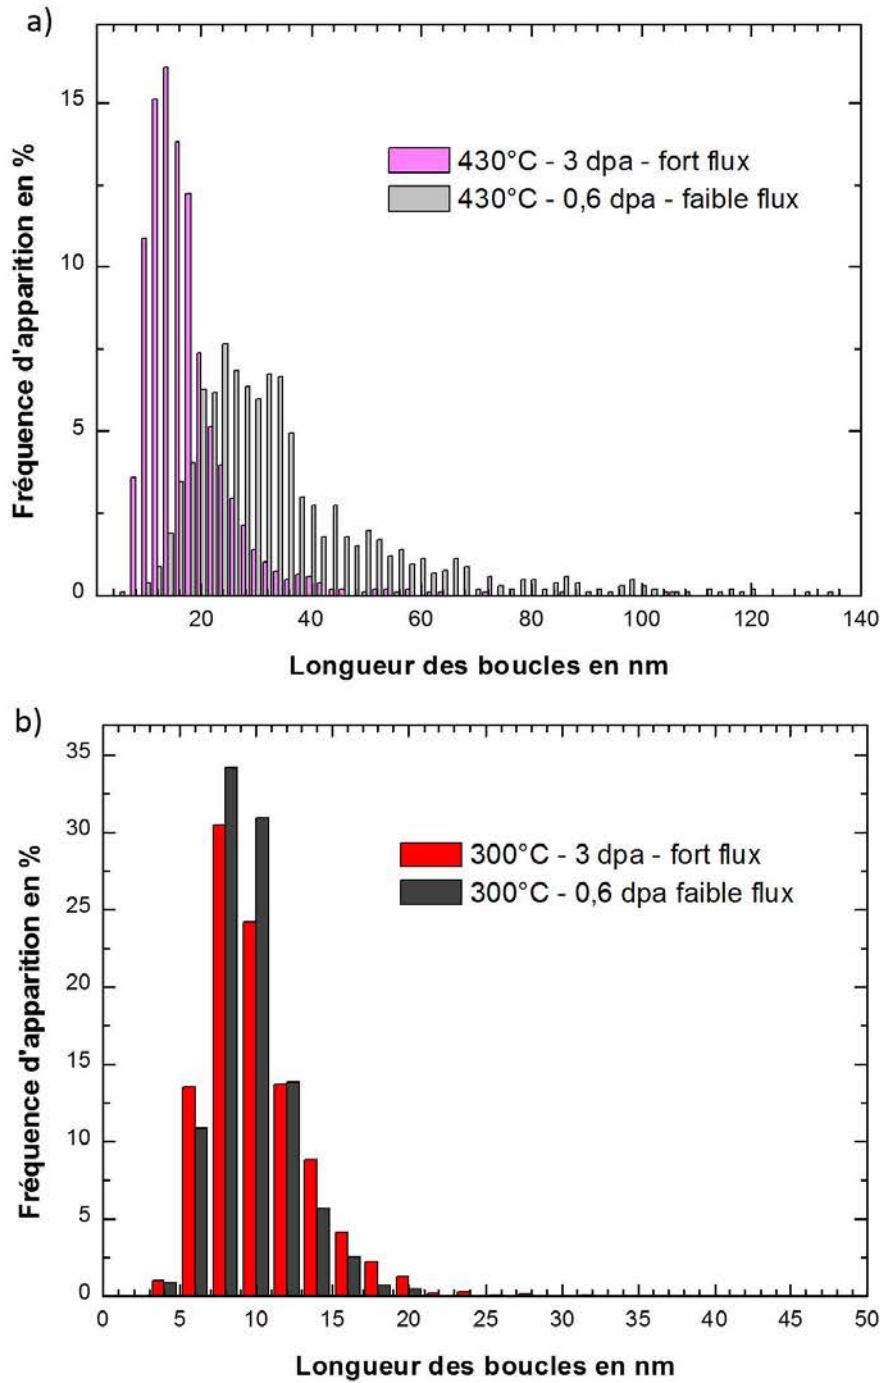 a)
Fréquence d'apparition en %
15
10
5
0
430°C - 3 dpa - fort flux
430°C - 0,6 dpa - faible flux
20 40 60 80 100 120 140
Longueur des boucles en nm
b)
Fréquence d'apparition en %
35
30
25
20
15
10
5
0
300°C - 3 dpa - fort flux
300°C - 0,6 dpa faible flux
0 5 10 15 20 25 30 35 40 45 50
Longueur des boucles en nm